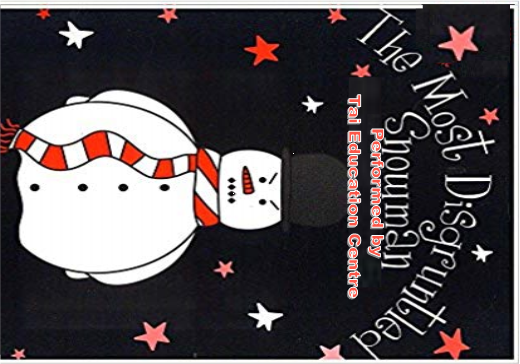 The Most Disgruntled
Snowman
Performed by
Tai Education Centre